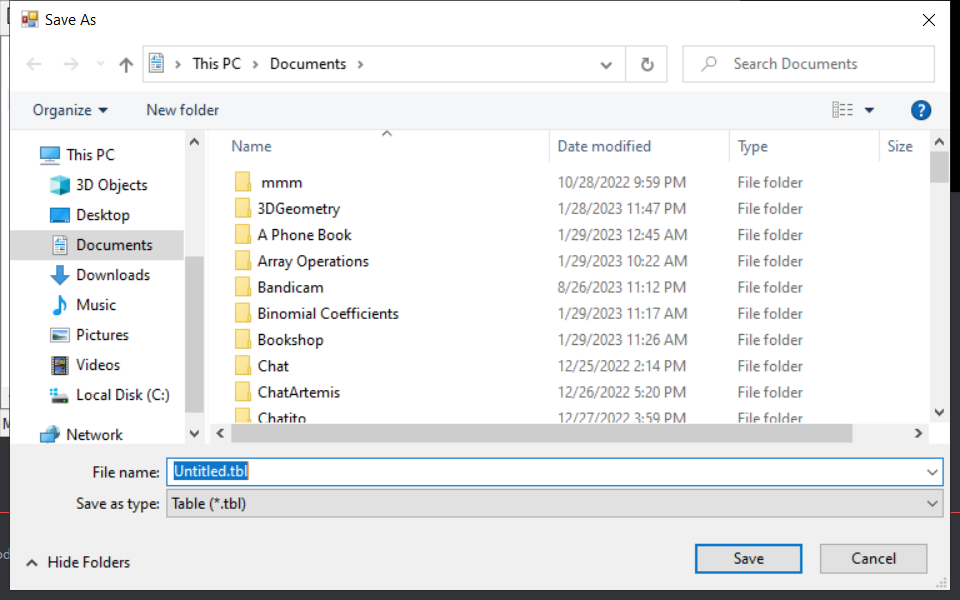 Save As
This PC Documents
Search Documents
Organize New folder
Name Date modified Type Size
This PC
3D Objects
Desktop
Documents
Downloads
Music
Pictures
Videos
Local Disk (C:)
Network
mmm 10/28/2022 9:59 PM File folder
3DGeometry 1/28/2023 11:47 PM File folder
A Phone Book 1/29/2023 12:45 AM File folder
Array Operations 1/29/2023 10:22 AM File folder
Bandicam 8/26/2023 11:12 PM File folder
Binomial Coefficients 1/29/2023 11:17 AM File folder
Bookshop 1/29/2023 11:26 AM File folder
Chat 12/25/2022 2:14 PM File folder
ChatArtemis 12/26/2022 5:20 PM File folder
Chatito 12/27/2022 3:59 PM File folder
File name: Untitled.tbl
Save as type: Table (*.tbl)
Hide Folders
Save Cancel